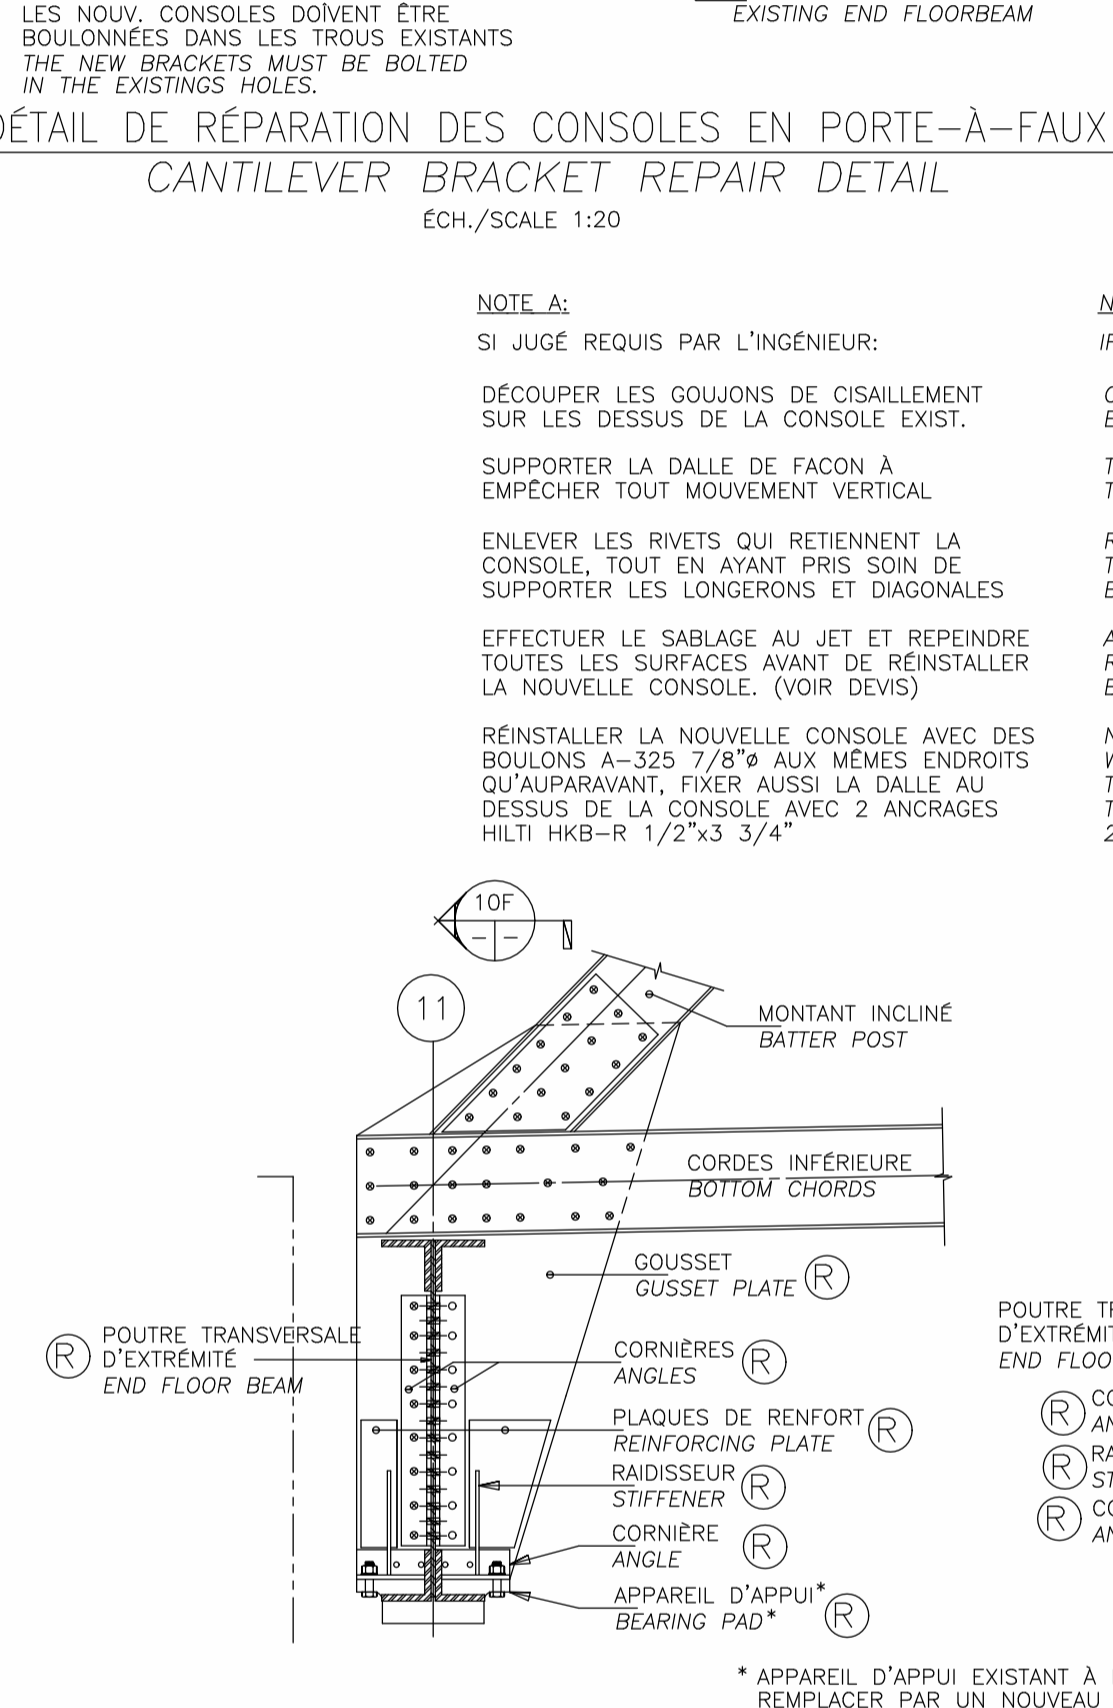 LES NOUV. CONSOLES DOÎVENT ÊTRE
BOULONNÉES DANS LES TROUS EXISTANTS
THE NEW BRACKETS MUST BE BOLTED
IN THE EXISTINGS HOLES.
EXISTING END FLOORBEAM
DÉTAIL DE RÉPARATION DES CONSOLES EN PORTE-À-FAUX
CANTILEVER BRACKET REPAIR DETAIL
ÉCH./SCALE 1:20
NOTE A:
SI JUGÉ REQUIS PAR L'INGÉNIEUR:
DÉCOUPER LES GOUJONS DE CISAILLEMENT
SUR LES DESSUS DE LA CONSOLE EXIST.
SUPPORTER LA DALLE DE FACON À
EMPÊCHER TOUT MOUVEMENT VERTICAL
ENLEVER LES RIVETS QUI RETIENNENT LA
CONSOLE, TOUT EN AYANT PRIS SOIN DE
SUPPORTER LES LONGERONS ET DIAGONALES
EFFECTUER LE SABLAGE AU JET ET REPEINDRE
TOUTES LES SURFACES AVANT DE RÉINSTALLER
LA NOUVELLE CONSOLE. (VOIR DEVIS)
RÉINSTALLER LA NOUVELLE CONSOLE AVEC DES
BOULONS A-325 7/8"ø AUX MÊMES ENDROITS
QU'AUPARAVANT, FIXER AUSSI LA DALLE AU
DESSUS DE LA CONSOLE AVEC 2 ANCRAGES
HILTI HKB-R 1/2"x3 3/4"
10F
- -
11
MONTANT INCLINÉ
BATTER POST
CORDES INFÉRIEURE
BOTTOM CHORDS
GOUSSET
GUSSET PLATE R
R POUTRE TRANSVERSALE
D'EXTRÉMITÉ
END FLOOR BEAM
CORNIÈRES
ANGLES R
PLAQUES DE RENFORT
REINFORCING PLATE R
RAIDISSEUR
STIFFENER R
CORNIÈRE
ANGLE R
APPAREIL D'APPUI*
BEARING PAD* R
POUTRE
D'EXTRÉMIT
END FLOO
R
R
R
* APPAREIL D'APPUI EXISTANT À
REMPLACER PAR UN NOUVEAU